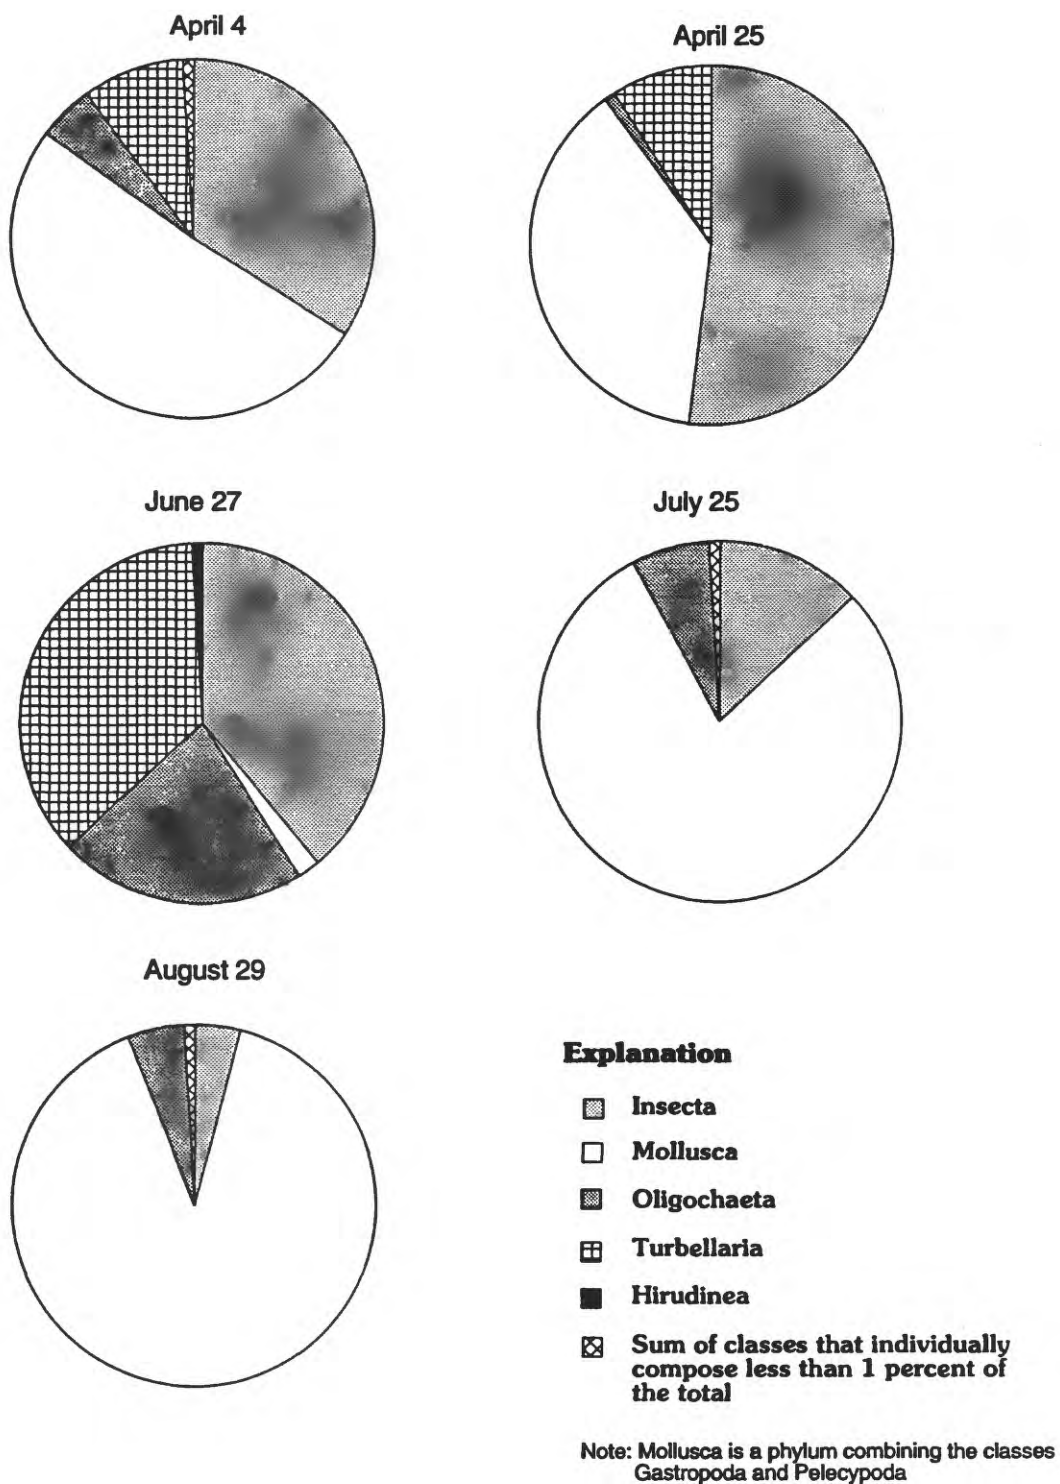 April 4
April 25
June 27
July 25
August 29
Explanation
Insecta
Mollusca
Oligochaeta
Turbellaria
Hirudinea
Sum of classes that individually
compose less than 1 percent of
the total
Note: Mollusca is a phylum combining the classes
Gastropoda and Pelecypoda